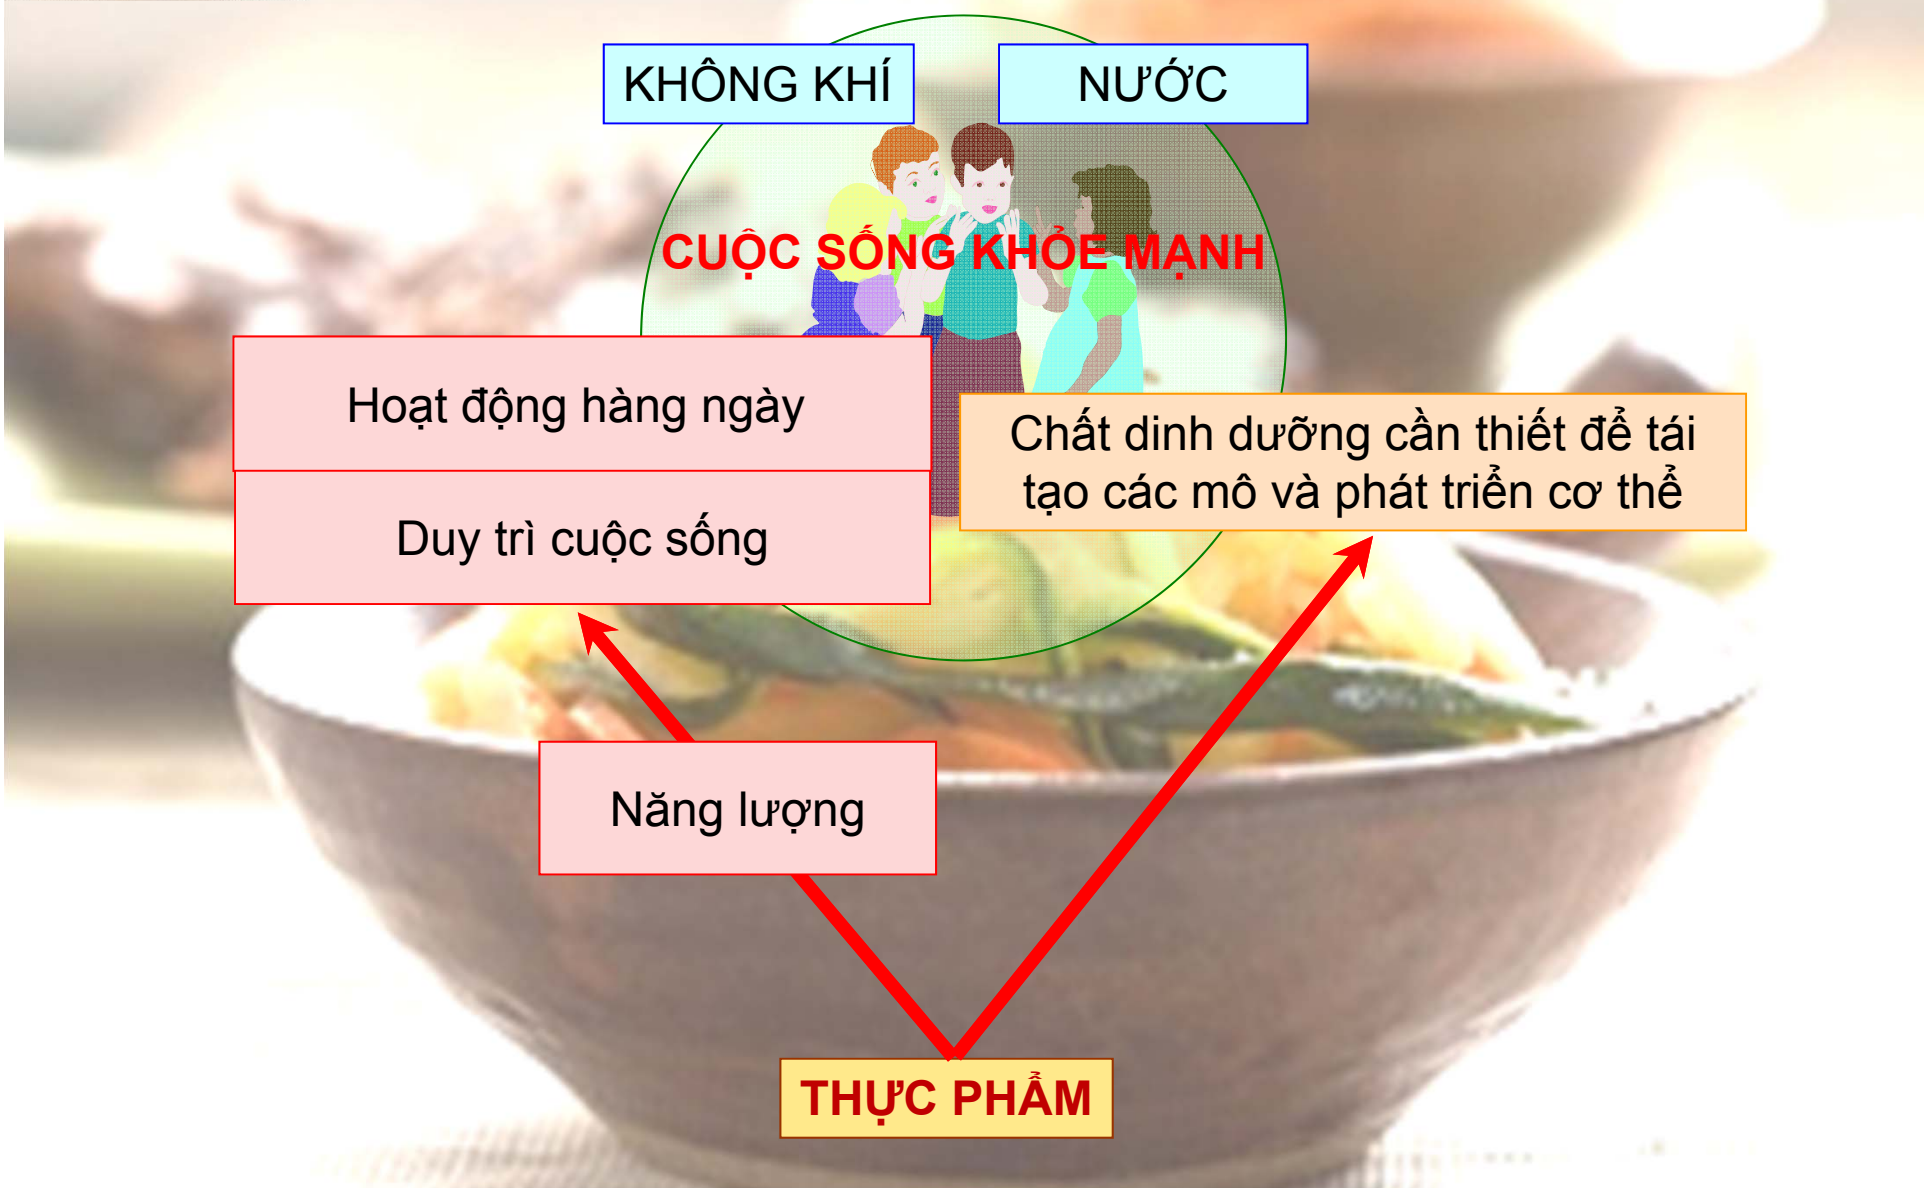 KHÔNG KHÍ
NƯỚC
CUỘC SỐNG KHỎE MẠNH
Hoạt động hàng ngày
Duy trì cuộc sống
Chất dinh dưỡng cần thiết để tái
tạo các mô và phát triển cơ thể
Năng lượng
THỰC PHẨM